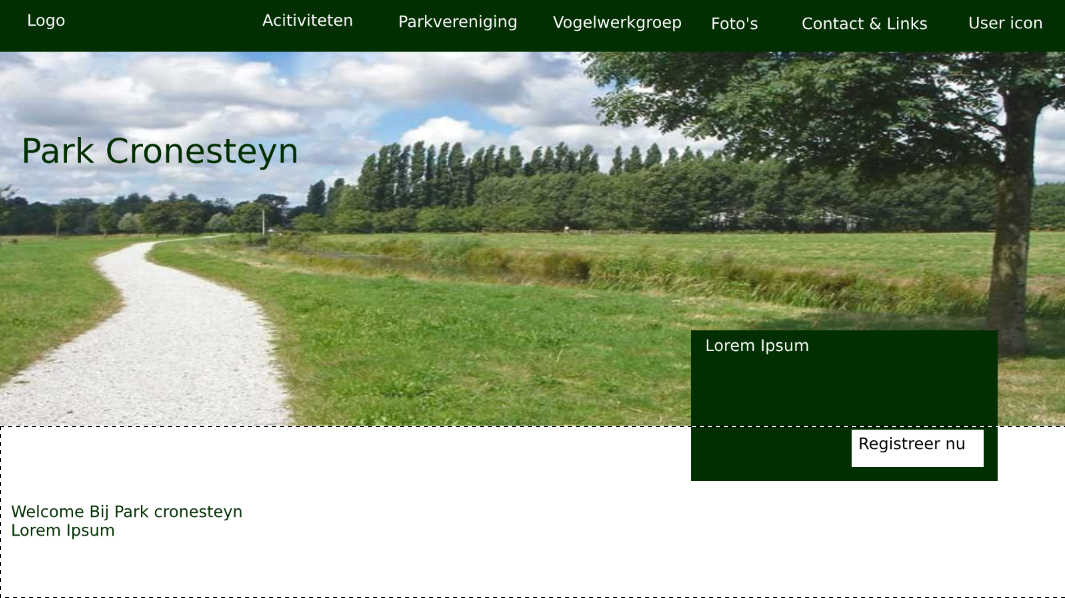 Logo
Acitiviteten
Parkvereniging
Vogelwerkgroep
Foto's
Contact & Links
User icon
Park Cronesteyn
Lorem Ipsum
Registreer nu
Welcome Bij Park cronesteyn
Lorem Ipsum